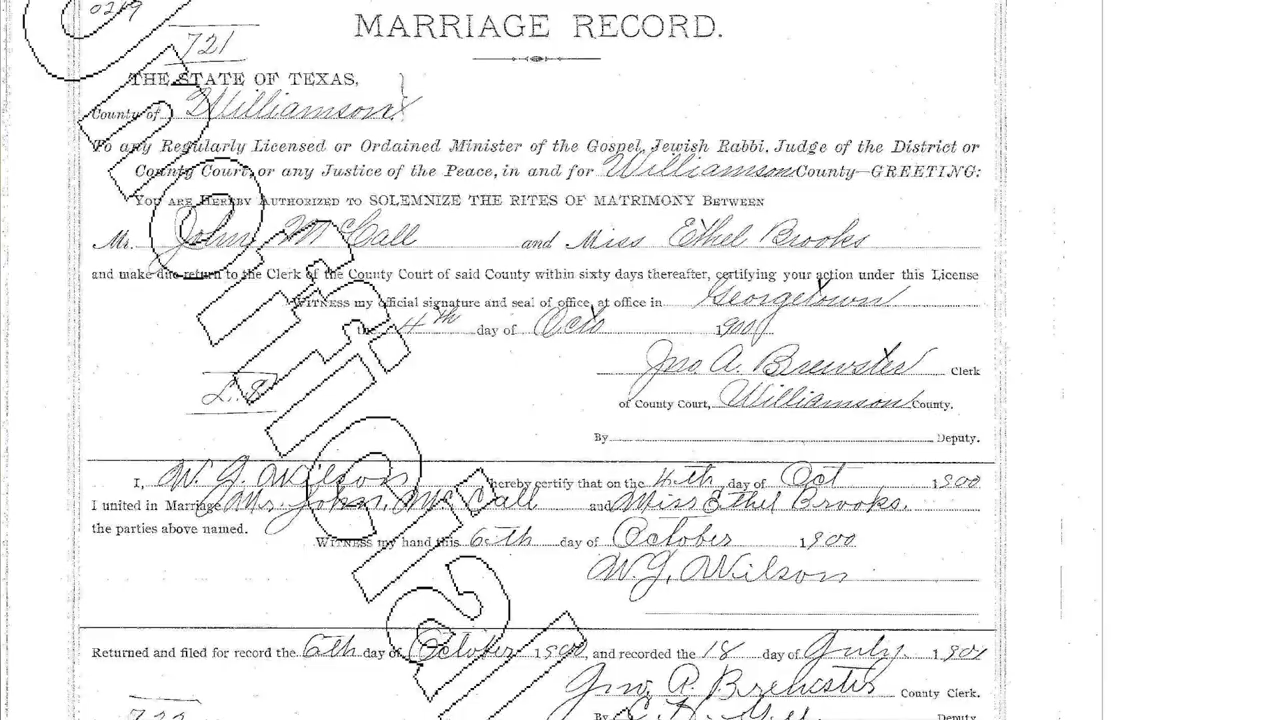 0269
MARRIAGE RECORD.
721
THE STATE OF TEXAS,
County of Williamson
To any Regularly Licensed or Ordained Minister of the Gospel, Jewish Rabbi, Judge of the District or
County Court, or any Justice of the Peace, in and for Williamson County—GREETING:
YOU ARE HEREBY AUTHORIZED TO SOLEMNIZE THE RITES OF MATRIMONY BETWEEN
Mr. John McCall and Miss Ethel Brooks
and make due return to the Clerk of the County Court of said County within sixty days thereafter, certifying your action under this License
WITNESS my official signature and seal of office, at office in Georgetown
the 4th day of Octo 1900
Jno. A. Brewster Clerk
L.S.
of County Court, Williamson County.
By Deputy.
I, W. J. Wilson hereby certify that on the 4th day of Oct 1900
I united in Marriage Mr. John McCall and Miss Ethel Brooks.
the parties above named.
WITNESS my hand this 6th day of October 1900
W. J. Wilson
Returned and filed for record the 6th day of October 1900, and recorded the 18 day of July 1901
Jno. A. Brewster County Clerk.
722
By Deputy.
Unofficial